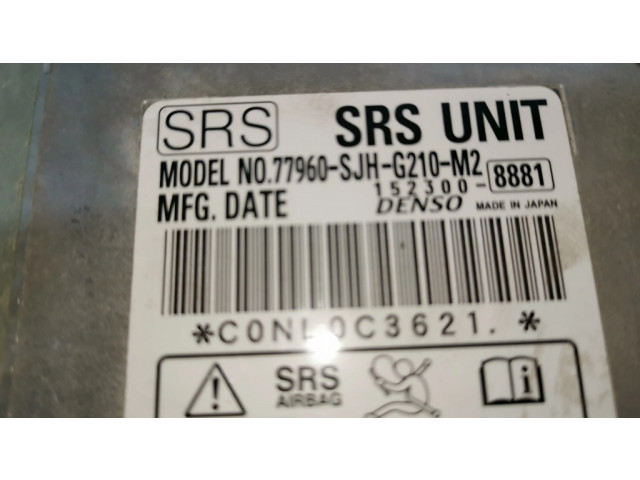 SRS SRS UNIT
MODEL NO.77960-SJH-G210-M2
152300-8881
MFG. DATE DENSO MADE IN JAPAN
*C0NL0C3621.*
SRS
AIRBAG